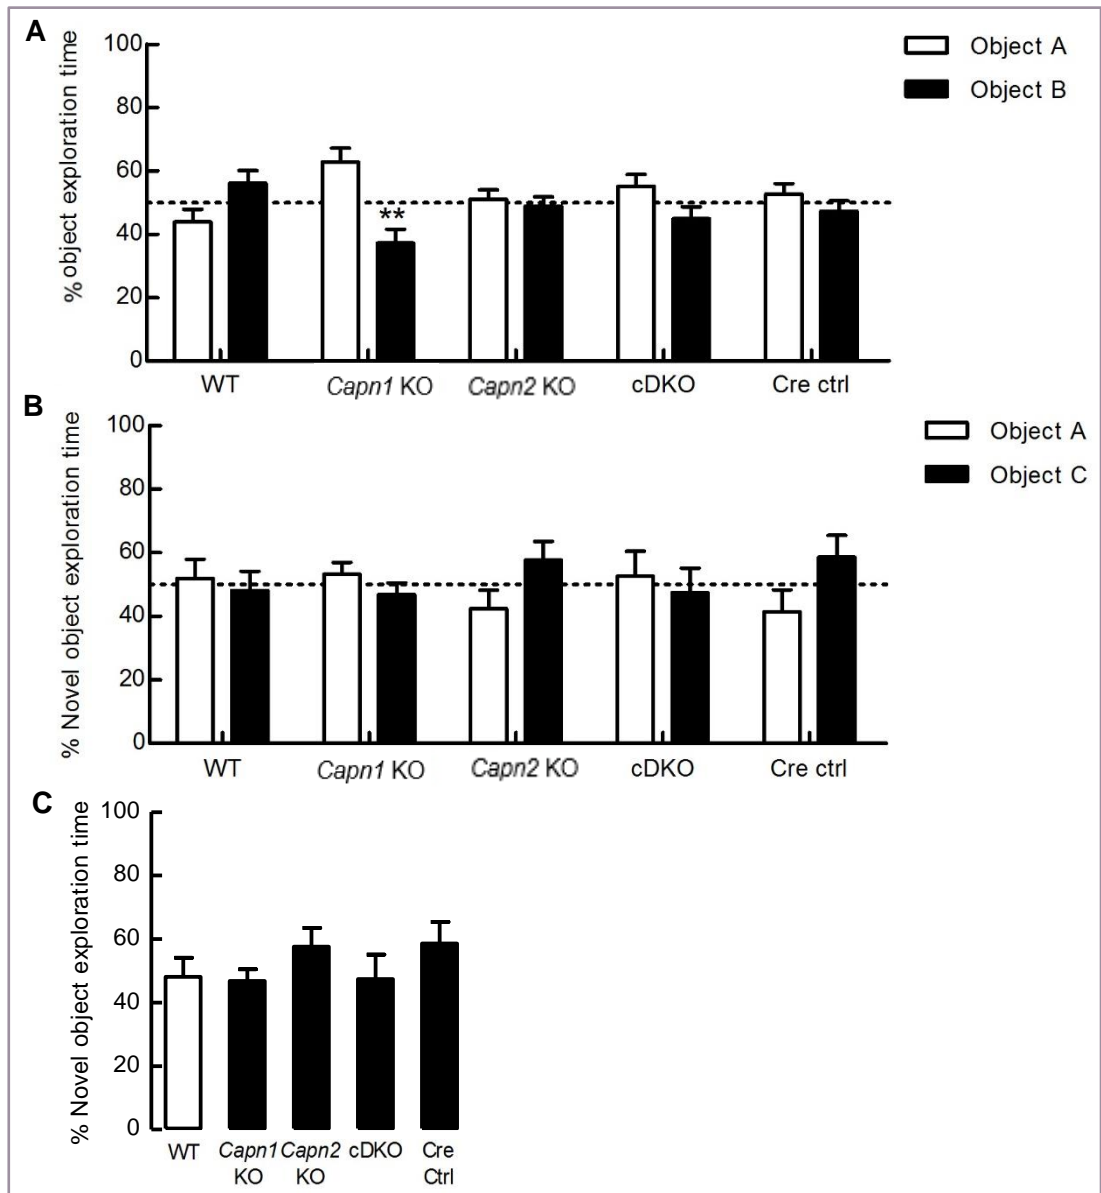 A
% object exploration time
100
80
60
40
20
0
**
Object A
Object B
WT
Capn1 KO
Capn2 KO
cDKO
Cre ctrl
B
% Novel object exploration time
100
80
60
40
20
0
Object A
Object C
WT
Capn1 KO
Capn2 KO
cDKO
Cre ctrl
C
% Novel object exploration time
100
80
60
40
20
0
WT
Capn1
KO
Capn2
KO
cDKO
Cre
Ctrl